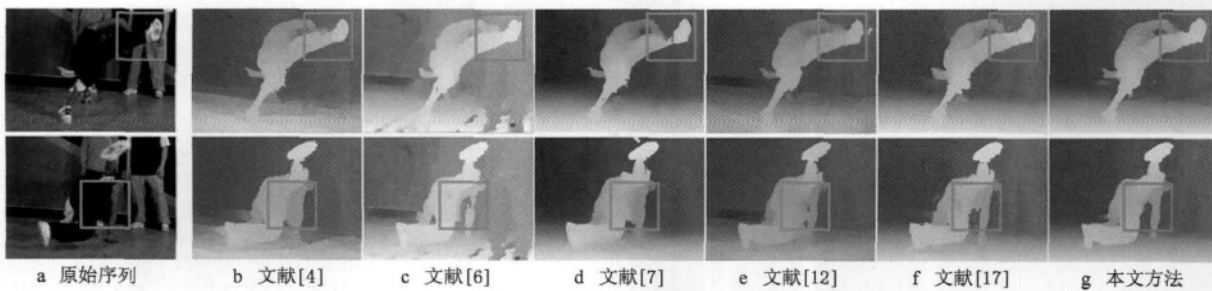 a 原始序列
b 文献[4]
c 文献[6]
d 文献[7]
e 文献[12]
f 文献[17]
g 本文方法